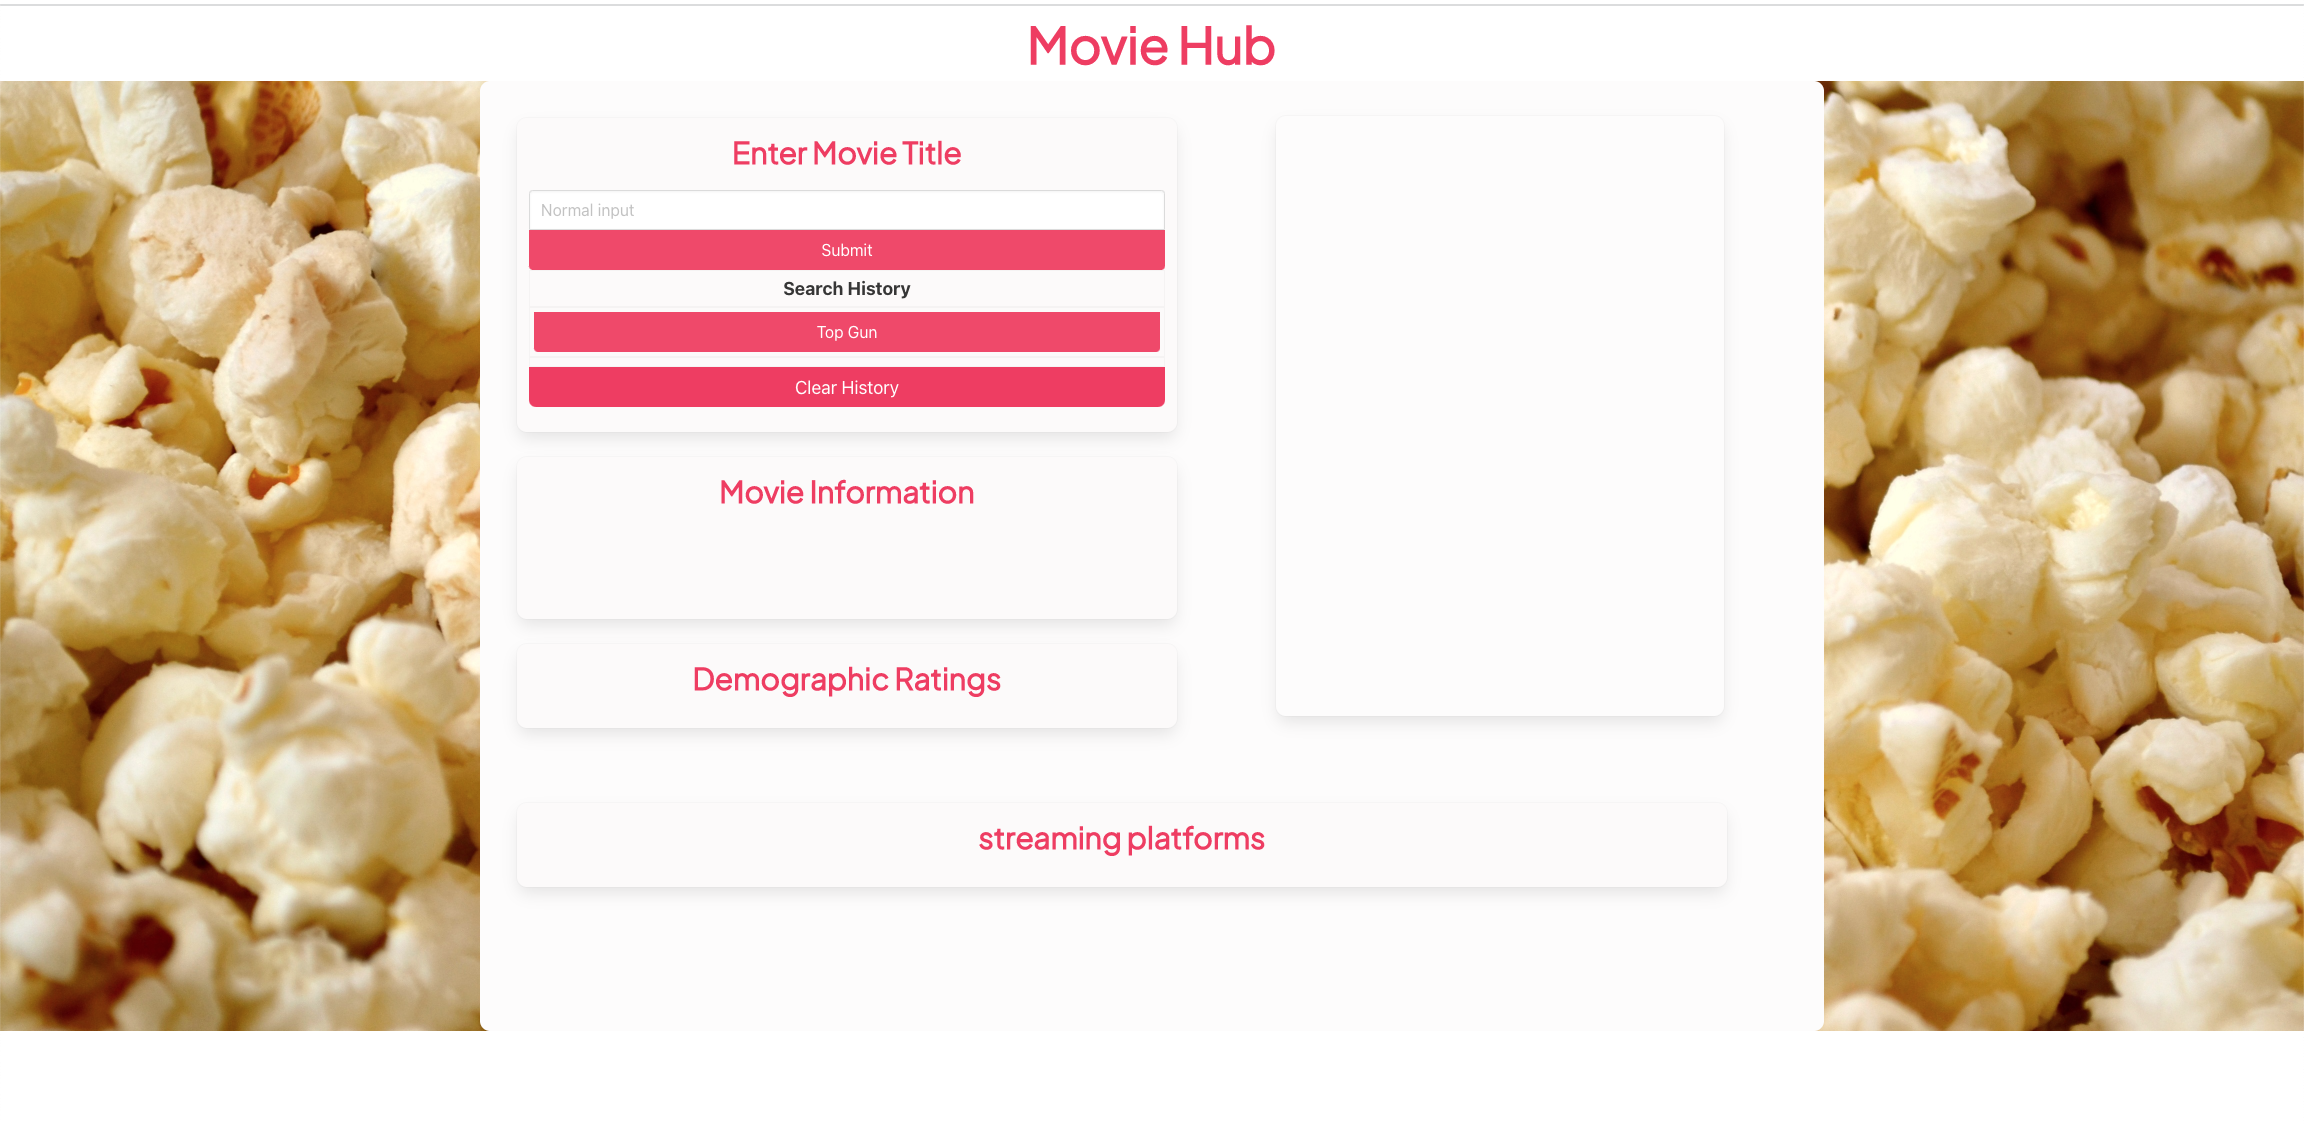 Movie Hub
Enter Movie Title
Normal input
Submit
Search History
Top Gun
Clear History
Movie Information
Demographic Ratings
streaming platforms